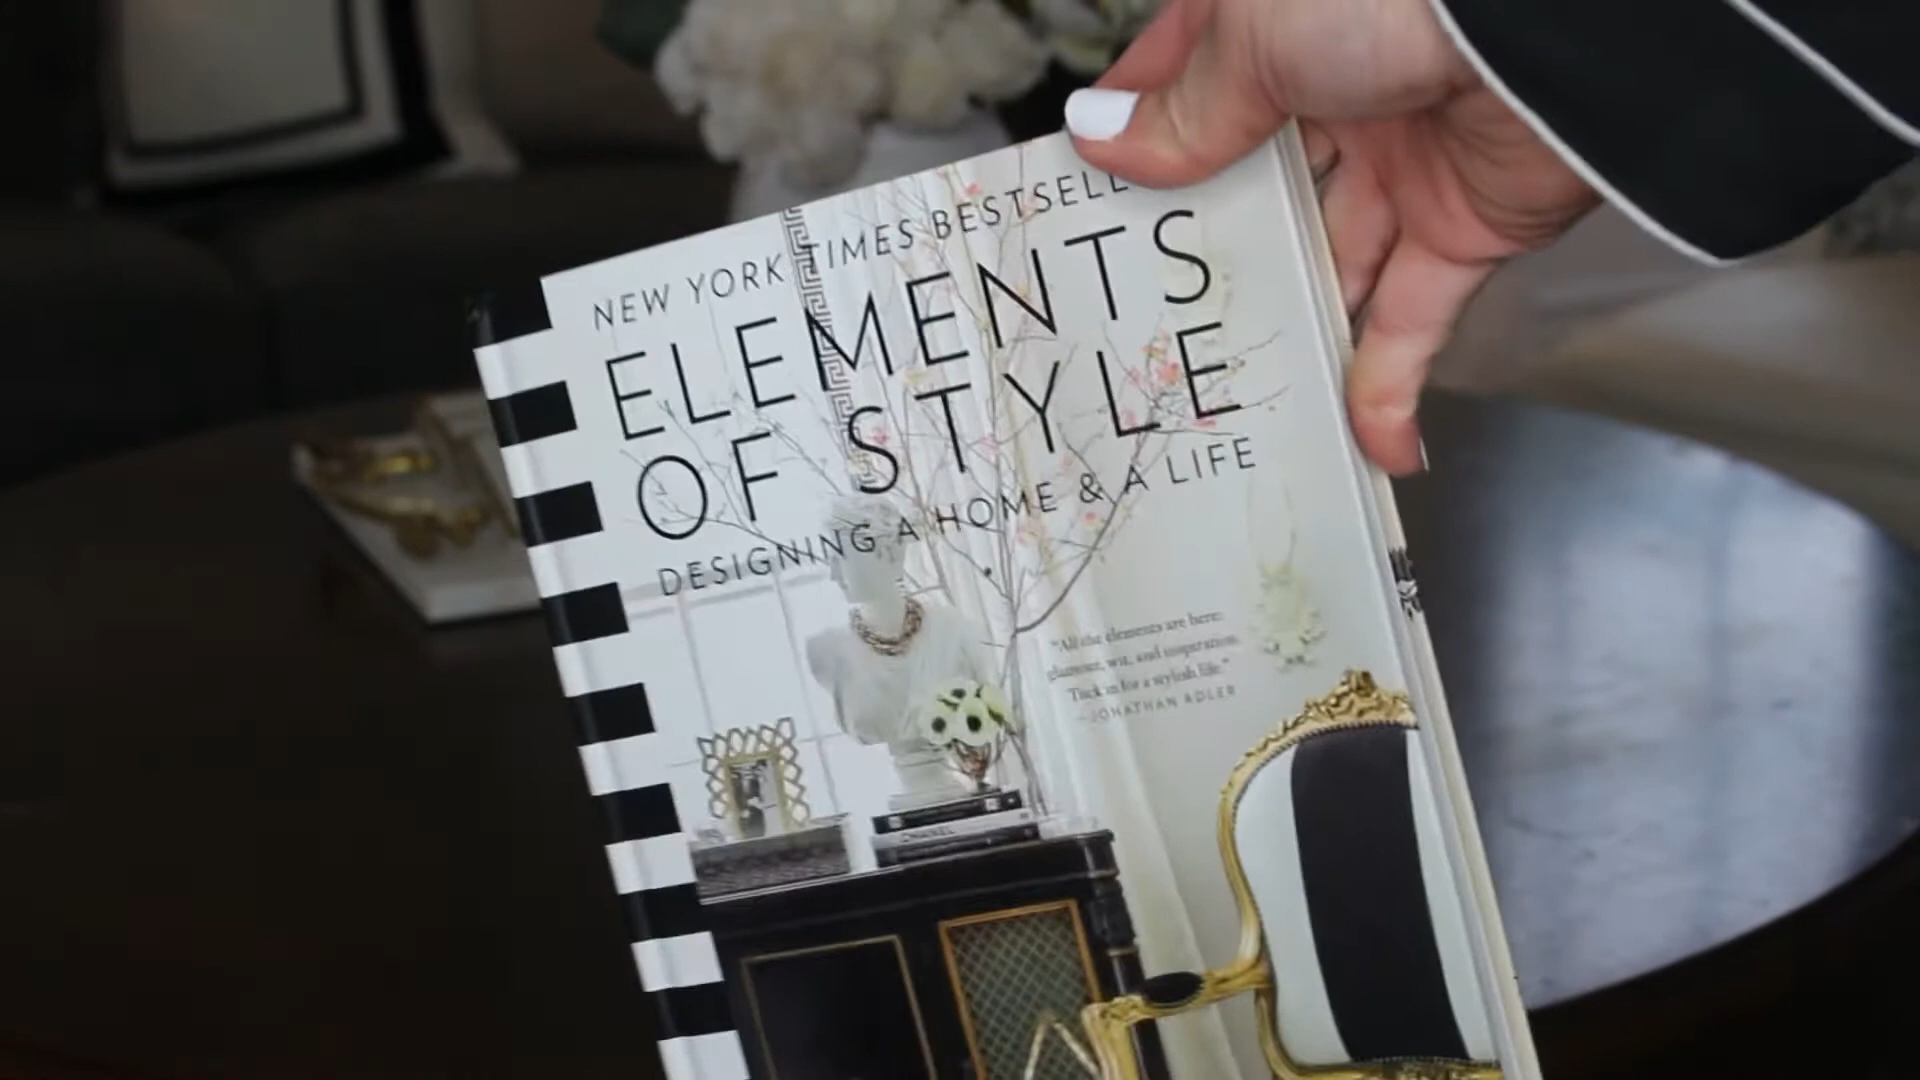 NEW YORK TIMES BESTSELL
ELEMENTS
OF STYLE
DESIGNING A HOME & A LIFE
"All the elements are here:
glamour, wit, and inspiration.
Tuck in for a stylish life."
—JONATHAN ADLER
CHANEL